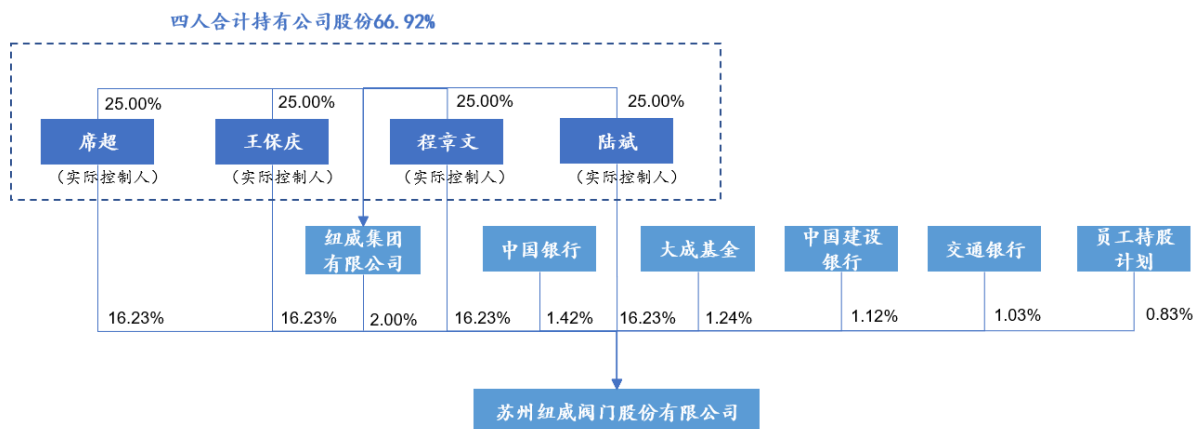 四人合计持有公司股份66.92%
25.00% 25.00% 25.00% 25.00%
席超 王保庆 程章文 陆斌
(实际控制人) (实际控制人) (实际控制人) (实际控制人)
纽威集团
有限公司
中国银行
大成基金
中国建设
银行
交通银行
员工持股
计划
16.23% 16.23% 2.00% 16.23% 1.42% 16.23% 1.24% 1.12% 1.03% 0.83%
苏州纽威阀门股份有限公司